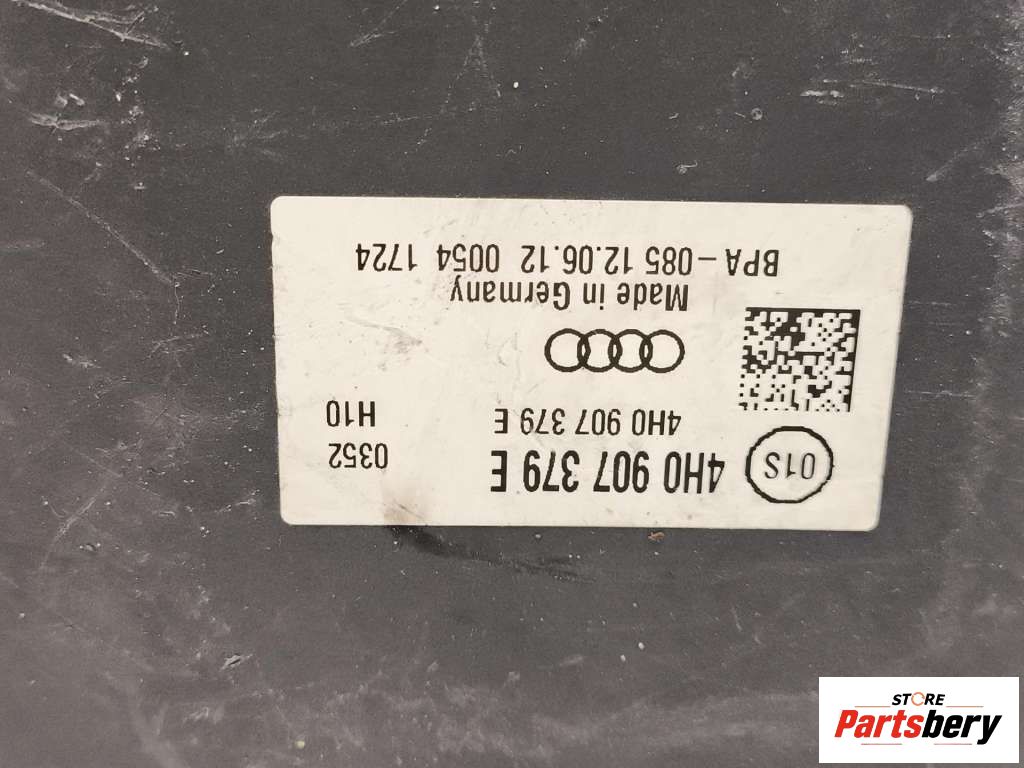 01S
4H0 907 379 E
0352
4H0 907 379 E
H10
Made in Germany
BPA-085 12.06.12 0054 1724
STORE
Partsbery